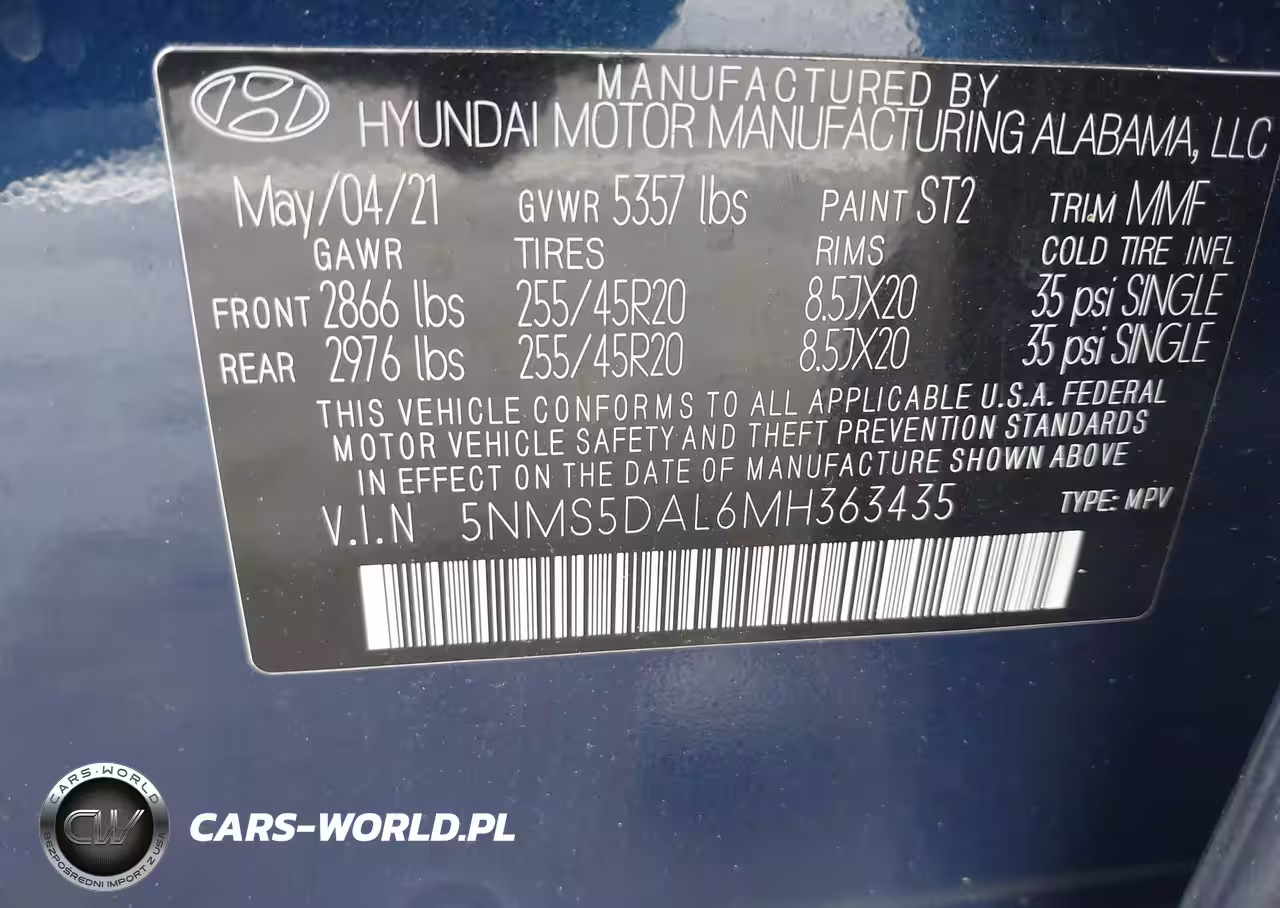 MANUFACTURED BY
HYUNDAI MOTOR MANUFACTURING ALABAMA, LLC
May/04/21 GVWR 5357 lbs PAINT ST2 TRIM MMF
GAWR TIRES RIMS COLD TIRE INFL
FRONT 2866 lbs 255/45R20 8.5JX20 35 psi SINGLE
REAR 2976 lbs 255/45R20 8.5JX20 35 psi SINGLE
THIS VEHICLE CONFORMS TO ALL APPLICABLE U.S.A. FEDERAL
MOTOR VEHICLE SAFETY AND THEFT PREVENTION STANDARDS
IN EFFECT ON THE DATE OF MANUFACTURE SHOWN ABOVE
V.I.N 5NMS5DAL6MH363435 TYPE: MPV
CARS-WORLD
CW
BEZPOŚREDNI IMPORT Z USA
CARS-WORLD.PL